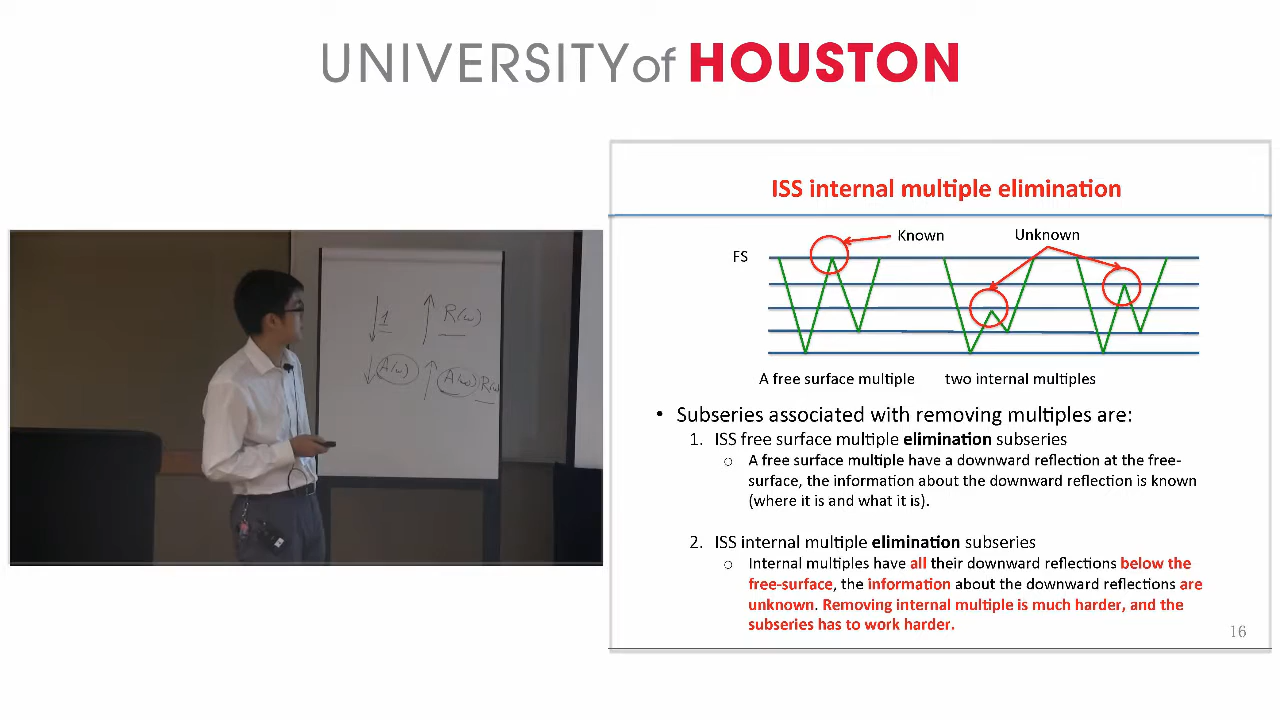 UNIVERSITY of HOUSTON
1 R(ω)
A(ω) A(ω) R(ω
ISS internal multiple elimination
Known Unknown
FS
A free surface multiple two internal multiples
• Subseries associated with removing multiples are:
1. ISS free surface multiple elimination subseries
○ A free surface multiple have a downward reflection at the free-
surface, the information about the downward reflection is known
(where it is and what it is).
2. ISS internal multiple elimination subseries
○ Internal multiples have all their downward reflections below the
free-surface, the information about the downward reflections are
unknown. Removing internal multiple is much harder, and the
subseries has to work harder.
16